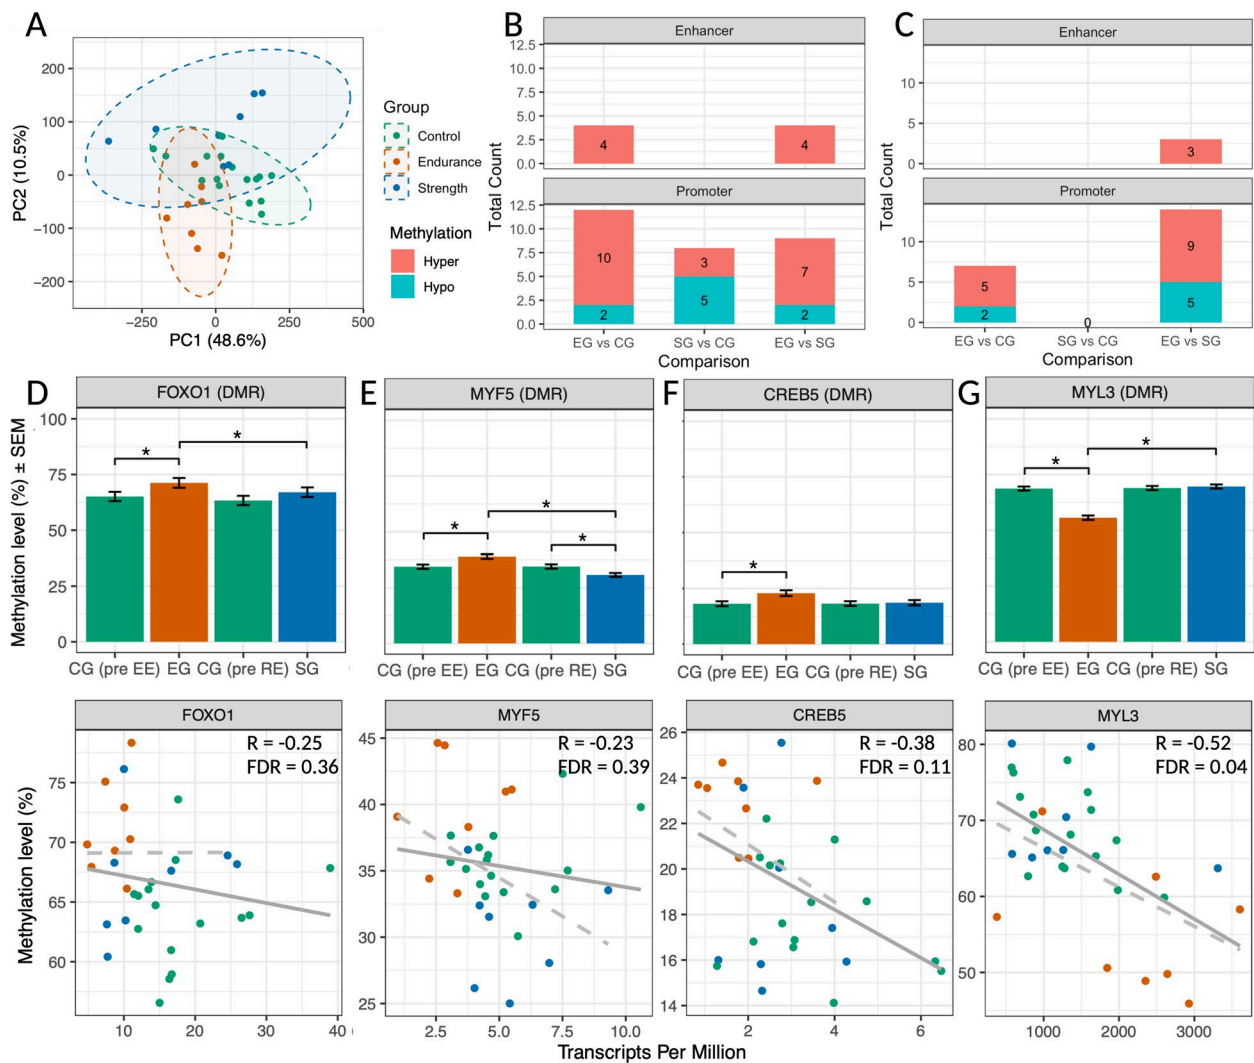 A
200
100
0
−100
−200
PC2 (10.5%)
−250
0
250
500
PC1 (48.6%)
Group
Control
Endurance
Strength
Methylation
Hyper
Hypo
B
Enhancer
12.5
10.0
7.5
5.0
2.5
0.0
4
4
Total Count
Promoter
12.5
10.0
7.5
5.0
2.5
0.0
10
2
3
5
7
2
EG vs CG
SG vs CG
EG vs SG
Comparison
C
Enhancer
10
5
0
3
Total Count
Promoter
10
5
0
5
2
0
9
5
EG vs CG
SG vs CG
EG vs SG
Comparison
D
FOXO1 (DMR)
Methylation level (%) ± SEM
100
75
50
25
0
*
*
CG (pre EE) EG CG (pre RE) SG
E
MYF5 (DMR)
*
*
*
CG (pre EE) EG CG (pre RE) SG
F
CREB5 (DMR)
*
CG (pre EE) EG CG (pre RE) SG
G
MYL3 (DMR)
*
*
CG (pre EE) EG CG (pre RE) SG
FOXO1
R = -0.25
FDR = 0.36
Methylation level (%)
75
70
65
60
10
20
30
40
MYF5
R = -0.23
FDR = 0.39
45
40
35
30
25
2.5
5.0
7.5
10.0
CREB5
R = -0.38
FDR = 0.11
26
24
22
20
18
16
14
2
4
6
MYL3
R = -0.52
FDR = 0.04
80
70
60
50
1000
2000
3000
Transcripts Per Million